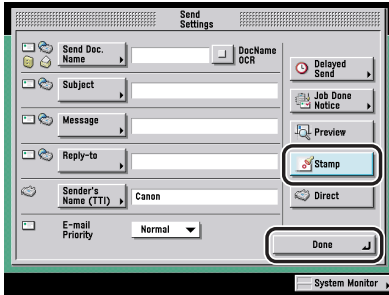 Send
Settings
Send Doc.
Name
DocName
OCR
Subject
Message
Reply-to
Sender's
Name (TTI)
Canon
E-mail
Priority
Normal
Delayed
Send
Job Done
Notice
Preview
Stamp
Direct
Done
System Monitor